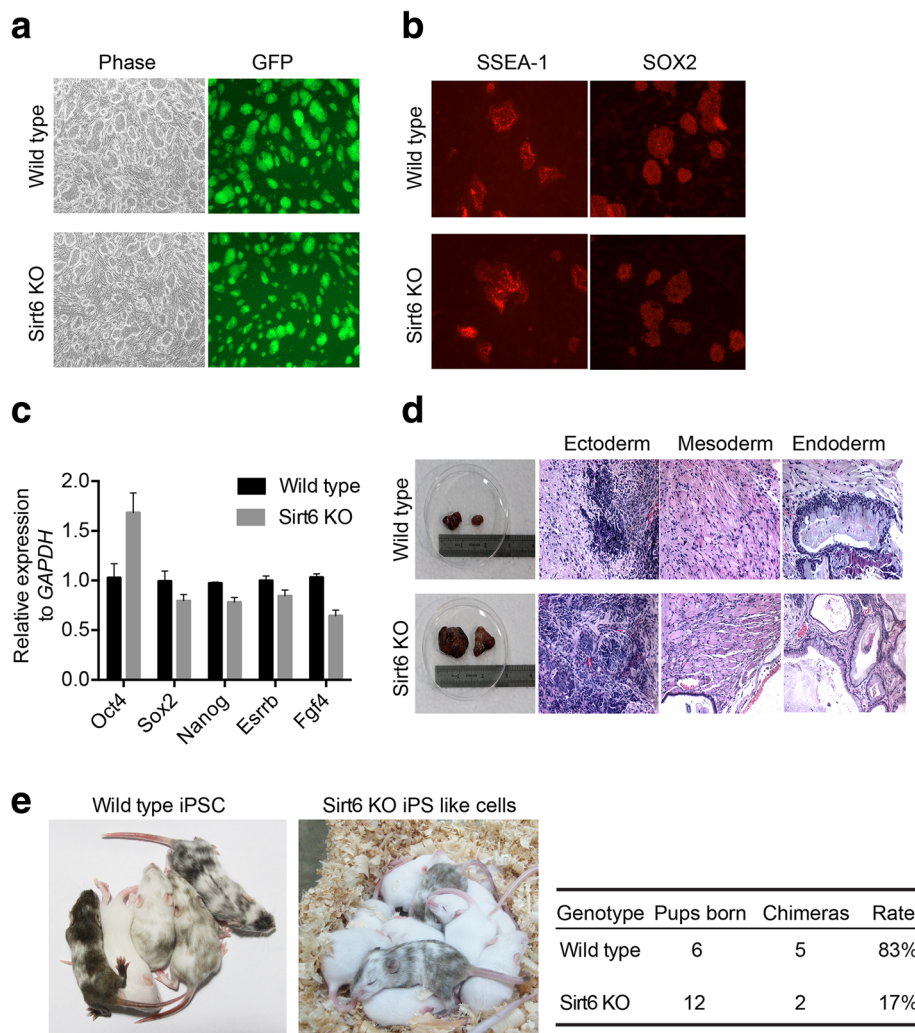 a
Phase GFP
Wild type
Sirt6 KO
b
SSEA-1 SOX2
Wild type
Sirt6 KO
c
Relative expression
to GAPDH
2.0
1.5
1.0
0.5
0.0
Wild type
Sirt6 KO
Oct4 Sox2 Nanog Esrrb Fgf4
d
Ectoderm Mesoderm Endoderm
Wild type
Sirt6 KO
e
Wild type iPSC Sirt6 KO iPS like cells
Genotype Pups born Chimeras Rate
Wild type 6 5 83%
Sirt6 KO 12 2 17%